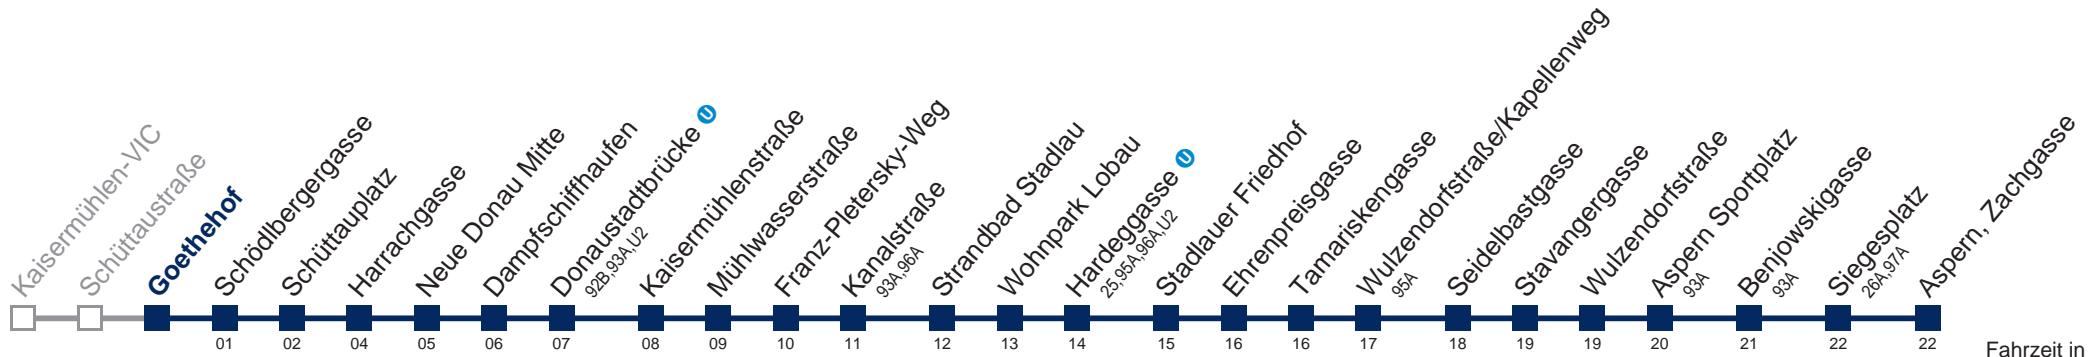 Kaisermühlen-VIC
Schüttaustraße
Goethehof
Schödlbergergasse
01
Schüttauplatz
02
Harrachgasse
04
Neue Donau Mitte
05
Dampfschiffhaufen
06
Donaustadtbrücke U
92B,93A,U2
07
Kaisermühlenstraße
08
Mühlwasserstraße
09
Franz-Pletersky-Weg
10
Kanalstraße
93A,96A
11
Strandbad Stadlau
12
Wohnpark Lobau
13
Hardeggasse U
25,95A,96A,U2
14
Stadlauer Friedhof
15
Ehrenpreisgasse
16
Tamariskengasse
16
Wulzendorfstraße/Kapellenweg
95A
17
Seidelbastgasse
18
Stavangergasse
19
Wulzendorfstraße
19
Aspern Sportplatz
93A
20
Benjowskigasse
93A
21
Siegesplatz
26A,97A
22
Aspern, Zachgasse
22
Fahrzeit in